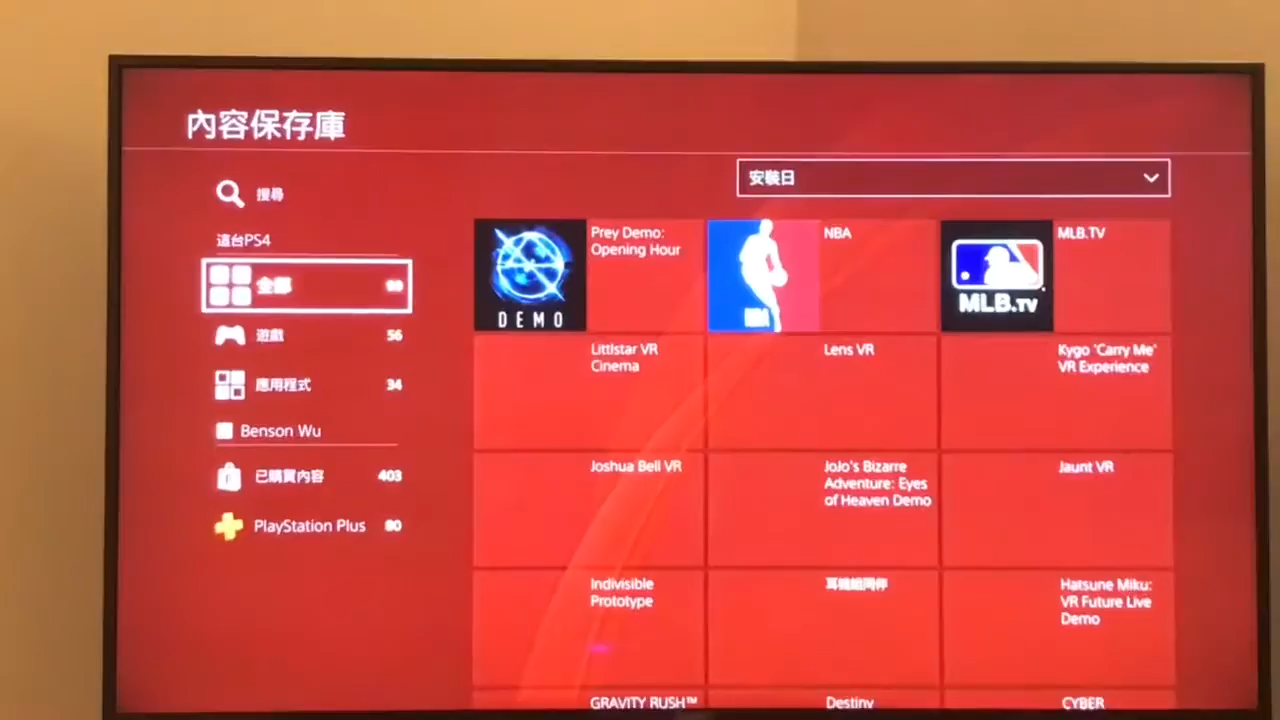 內容保存庫
搜尋
安裝日
這台PS4
全部
遊戲 56
應用程式 34
Benson Wu
已購買內容 403
PlayStation Plus 80
DEMO
Prey Demo:
Opening Hour
NBA
NBA
MLB.TV
MLB.TV
Littlstar VR
Cinema
Lens VR
Kygo 'Carry Me'
VR Experience
Joshua Bell VR
JoJo's Bizarre
Adventure: Eyes
of Heaven Demo
Jaunt VR
Indivisible
Prototype
Hatsune Miku:
VR Future Live
Demo
GRAVITY RUSH™
Destiny
CYBER